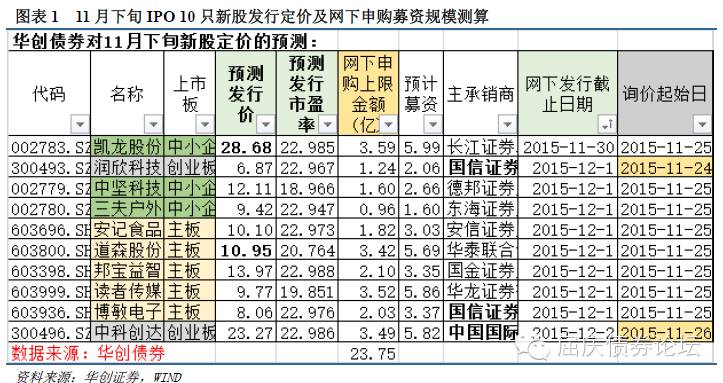 图表 1 11 月下旬 IPO 10 只新股发行定价及网下申购募资规模测算
华创债券对11月下旬新股定价的预测：
代码 名称 上市板 预测发行价 预测发行市盈率 网下申购上限金额（亿 预计募资 主承销商 网下发行截止日期 询价起始日
002783.SZ 凯龙股份 中小企 28.68 22.985 3.59 5.99 长江证券 2015-11-30 2015-11-25
300493.SZ 润欣科技 创业板 6.87 22.967 1.24 2.06 国信证券 2015-12-1 2015-11-24
002779.SZ 中坚科技 中小企 12.11 18.966 1.60 2.66 德邦证券 2015-12-1 2015-11-25
002780.SZ 三夫户外 中小企 9.42 22.947 0.96 1.60 东海证券 2015-12-1 2015-11-25
603696.SH 安记食品 主板 10.10 22.973 1.82 3.03 安信证券 2015-12-1 2015-11-25
603800.SH 道森股份 主板 10.95 20.764 3.42 5.69 华泰联合 2015-12-1 2015-11-25
603398.SH 邦宝益智 主板 13.97 22.988 2.10 3.35 国金证券 2015-12-1 2015-11-25
603999.SH 读者传媒 主板 9.77 19.851 3.52 5.86 华龙证券 2015-12-1 2015-11-25
603936.SH 博敏电子 主板 8.06 22.976 2.03 3.37 国信证券 2015-12-1 2015-11-25
300496.SZ 中科创达 创业板 23.27 22.986 3.49 5.82 中国国际 2015-12-2 2015-11-26
数据来源：华创债券 23.75
屈庆债券论坛
资料来源：华创证券，WIND